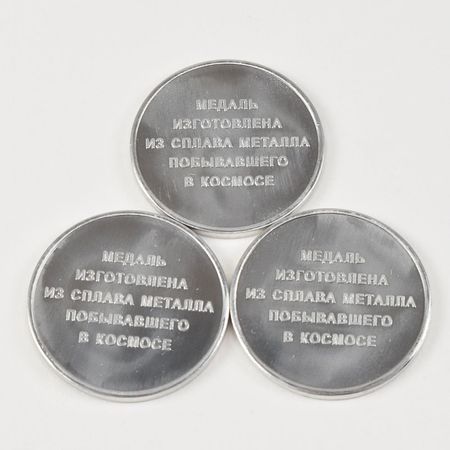 МЕДАЛЬ
ИЗГОТОВЛЕНА
ИЗ СПЛАВА МЕТАЛЛА
ПОБЫВАВШЕГО
В КОСМОСЕ
МЕДАЛЬ
ИЗГОТОВЛЕНА
ИЗ СПЛАВА МЕТАЛЛА
ПОБЫВАВШЕГО
В КОСМОСЕ
МЕДАЛЬ
ИЗГОТОВЛЕНА
ИЗ СПЛАВА МЕТАЛЛА
ПОБЫВАВШЕГО
В КОСМОСЕ